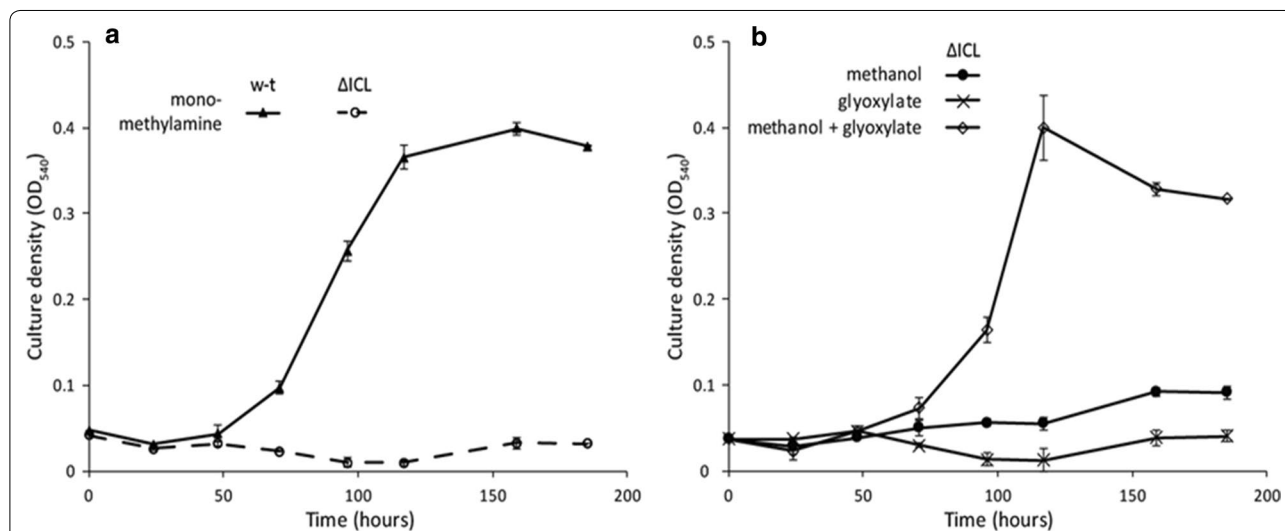 a
w-t ΔICL
mono-
methylamine
Culture density (OD540)
0.5
0.4
0.3
0.2
0.1
0
0 50 100 150 200
Time (hours)
b
ΔICL
methanol
glyoxylate
methanol + glyoxylate
Culture density (OD540)
0.5
0.4
0.3
0.2
0.1
0
0 50 100 150 200
Time (hours)